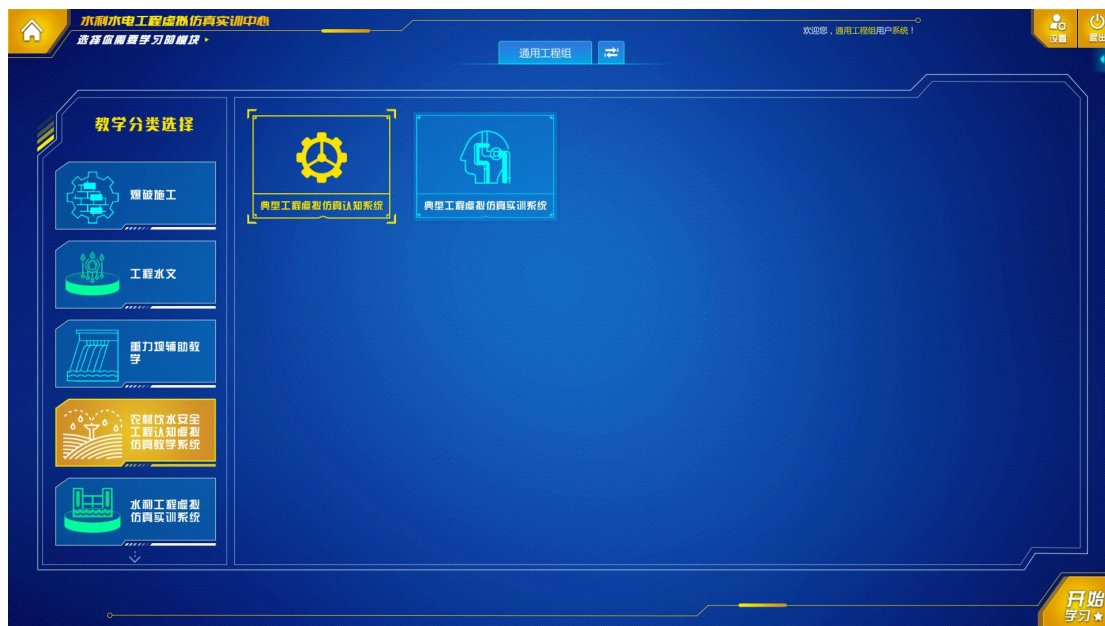 水利水电工程虚拟仿真实训中心
选择你需要学习的模块
欢迎您，通用工程组用户系统！
设置
退出
通用工程组
教学分类选择
爆破施工
工程水文
重力坝辅助教
学
农村饮水安全
工程认知虚拟
仿真教学系统
水利工程虚拟
仿真实训系统
典型工程虚拟仿真认知系统
典型工程虚拟仿真实训系统
开始
学习